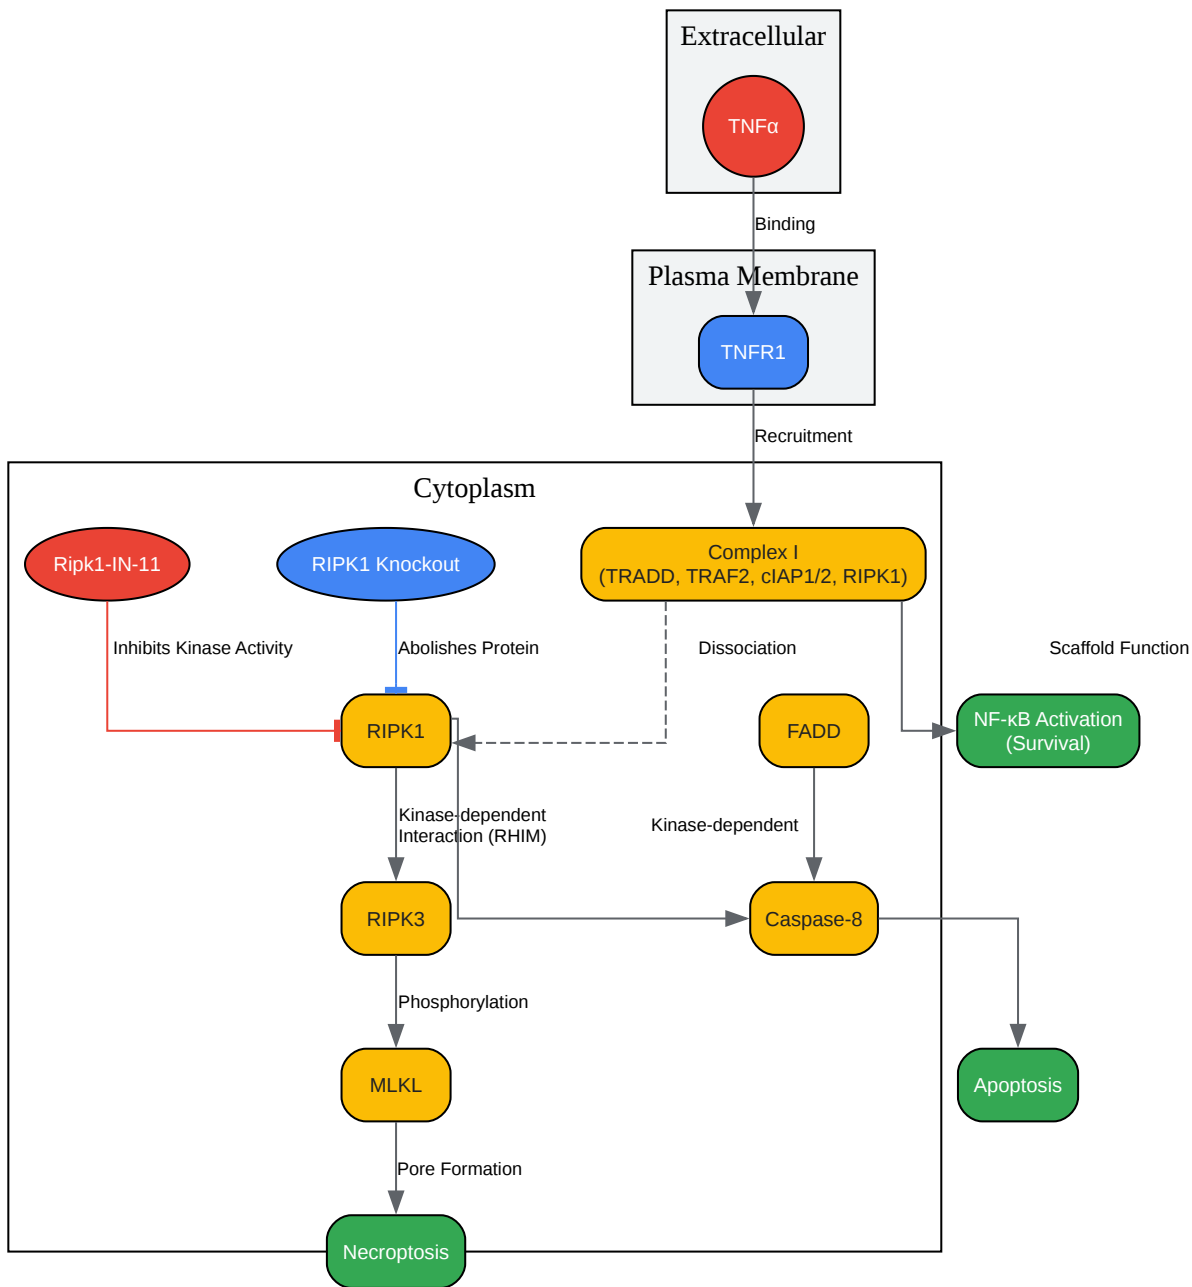 Extracellular
TNFα
Binding
Plasma Membrane
TNFR1
Recruitment
Cytoplasm
Ripk1-IN-11
RIPK1 Knockout
Complex I
(TRADD, TRAF2, cIAP1/2, RIPK1)
Inhibits Kinase Activity
Abolishes Protein
Dissociation
Scaffold Function
RIPK1
FADD
NF-κB Activation
(Survival)
Kinase-dependent
Interaction (RHIM)
Kinase-dependent
RIPK3
Caspase-8
Phosphorylation
MLKL
Apoptosis
Pore Formation
Necroptosis